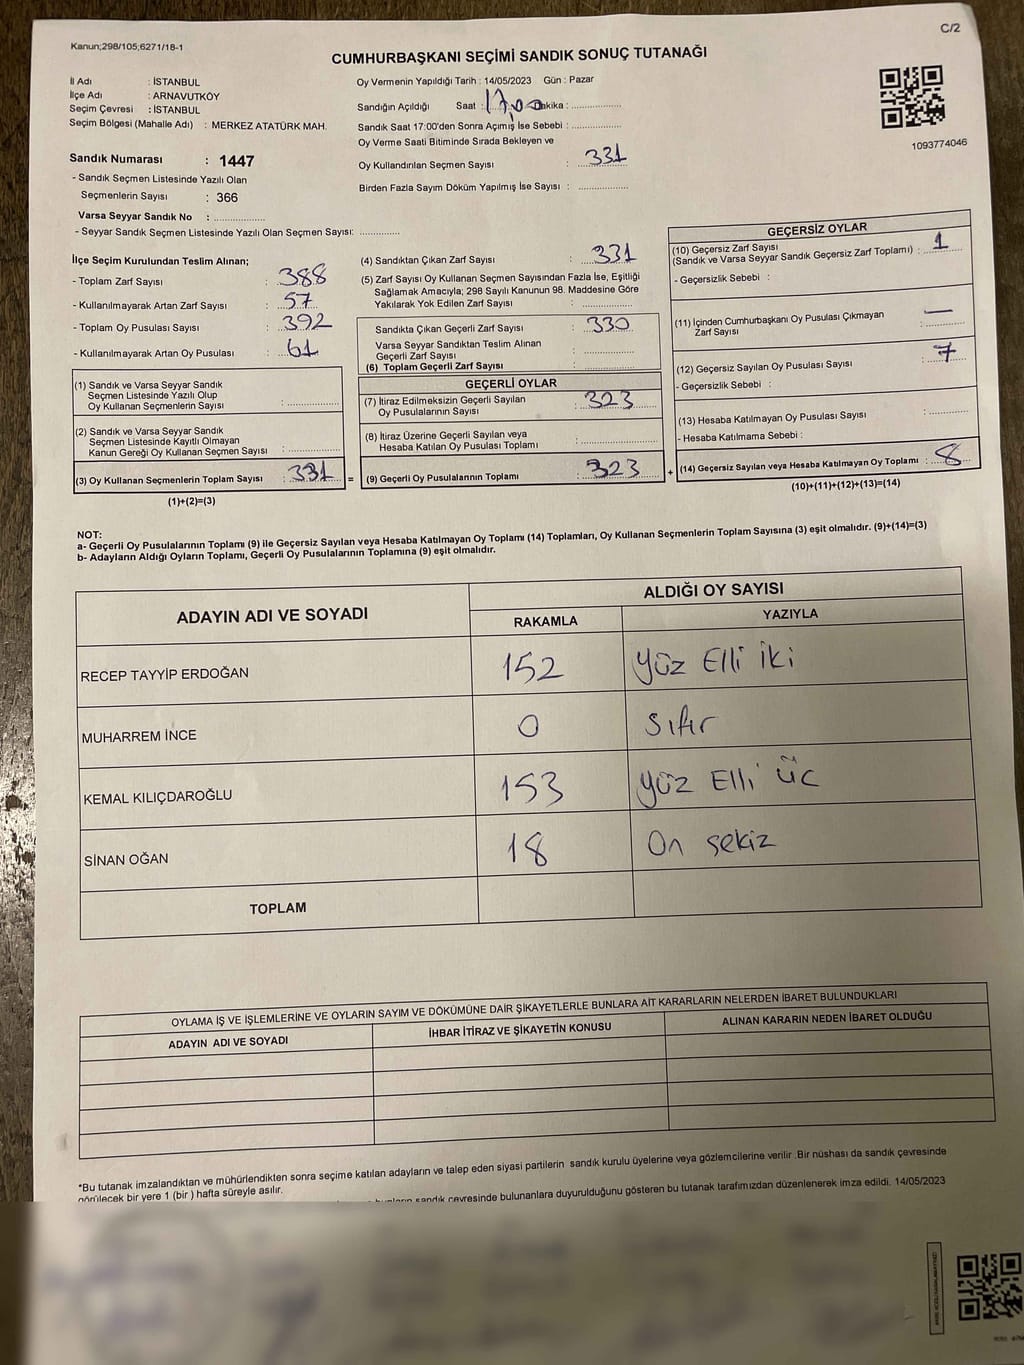 C/2
Kanun;298/105;6271/18-1
CUMHURBAŞKANI SEÇİMİ SANDIK SONUÇ TUTANAĞI
İl Adı : İSTANBUL
İlçe Adı : ARNAVUTKÖY
Seçim Çevresi : İSTANBUL
Seçim Bölgesi (Mahalle Adı) : MERKEZ ATATÜRK MAH.
Sandık Numarası : 1447
- Sandık Seçmen Listesinde Yazılı Olan
Seçmenlerin Sayısı : 366
Varsa Seyyar Sandık No : ..................
- Seyyar Sandık Seçmen Listesinde Yazılı Olan Seçmen Sayısı: ..............
Oy Vermenin Yapıldığı Tarih : 14/05/2023 Gün : Pazar
Sandığın Açıldığı Saat : 17,00 Dakika : ..................
Sandık Saat 17:00'den Sonra Açımış İse Sebebi : ..................
Oy Verme Saati Bitiminde Sırada Bekleyen ve
Oy Kullandırılan Seçmen Sayısı : 331
Birden Fazla Sayım Döküm Yapılmış İse Sayısı : ..................
1093774046
İlçe Seçim Kurulundan Teslim Alınan;
- Toplam Zarf Sayısı : 388
- Kullanılmayarak Artan Zarf Sayısı : 57
- Toplam Oy Pusulası Sayısı : 392
- Kullanılmayarak Artan Oy Pusulası : 61
(1) Sandık ve Varsa Seyyar Sandık
Seçmen Listesinde Yazılı Olup
Oy Kullanan Seçmenlerin Sayısı : ..................
(2) Sandık ve Varsa Seyyar Sandık
Seçmen Listesinde Kayıtlı Olmayan
Kanun Gereği Oy Kullanan Seçmen Sayısı : ..................
(3) Oy Kullanan Seçmenlerin Toplam Sayısı : 331 =
(1)+(2)=(3)
(4) Sandıktan Çıkan Zarf Sayısı : 331
(5) Zarf Sayısı Oy Kullanan Seçmen Sayısından Fazla İse, Eşitliği
Sağlamak Amacıyla; 298 Sayılı Kanunun 98. Maddesine Göre
Yakılarak Yok Edilen Zarf Sayısı : ..................
Sandıkta Çıkan Geçerli Zarf Sayısı : 330
Varsa Seyyar Sandıktan Teslim Alınan
Geçerli Zarf Sayısı : ..................
(6) Toplam Geçerli Zarf Sayısı : ..................
GEÇERLİ OYLAR
(7) İtiraz Edilmeksizin Geçerli Sayılan
Oy Pusulalarının Sayısı : 323
(8) İtiraz Üzerine Geçerli Sayılan veya
Hesaba Katılan Oy Pusulası Toplamı : ..................
(9) Geçerli Oy Pusulalarının Toplamı : 323 +
GEÇERSİZ OYLAR
(10) Geçersiz Zarf Sayısı
(Sandık ve Varsa Seyyar Sandık Geçersiz Zarf Toplamı) : 1
- Geçersizlik Sebebi :
(11) İçinden Cumhurbaşkanı Oy Pusulası Çıkmayan
Zarf Sayısı : —
(12) Geçersiz Sayılan Oy Pusulası Sayısı : 7
- Geçersizlik Sebebi :
(13) Hesaba Katılmayan Oy Pusulası Sayısı : ..............
- Hesaba Katılmama Sebebi :
(14) Geçersiz Sayılan veya Hesaba Katılmayan Oy Toplamı : 8
(10)+(11)+(12)+(13)=(14)
NOT:
a- Geçerli Oy Pusulalarının Toplamı (9) ile Geçersiz Sayılan veya Hesaba Katılmayan Oy Toplamı (14) Toplamları, Oy Kullanan Seçmenlerin Toplam Sayısına (3) eşit olmalıdır. (9)+(14)=(3)
b- Adayların Aldığı Oyların Toplamı, Geçerli Oy Pusulalarının Toplamına (9) eşit olmalıdır.
ADAYIN ADI VE SOYADI
ALDIĞI OY SAYISI
RAKAMLA YAZIYLA
RECEP TAYYİP ERDOĞAN 152 yüz Elli iki
MUHARREM İNCE 0 Sıfır
KEMAL KILIÇDAROĞLU 153 yüz Elli üc
SİNAN OĞAN 18 On sekiz
TOPLAM
OYLAMA İŞ VE İŞLEMLERİNE VE OYLARIN SAYIM VE DÖKÜMÜNE DAİR ŞİKAYETLERLE BUNLARA AİT KARARLARIN NELERDEN İBARET BULUNDUKLARI
ADAYIN ADI VE SOYADI İHBAR İTİRAZ VE ŞİKAYETİN KONUSU ALINAN KARARIN NEDEN İBARET OLDUĞU
*Bu tutanak imzalandıktan ve mühürlendikten sonra seçime katılan adayların ve talep eden siyasi partilerin sandık kurulu üyelerine veya gözlemcilerine verilir .Bir nüshası da sandık çevresinde
görülecek bir yere 1 (bir ) hafta süreyle asılır.
sandık çevresinde bulunanlara duyurulduğunu gösteren bu tutanak tarafımızdan düzenlenerek imza edildi. 14/05/2023